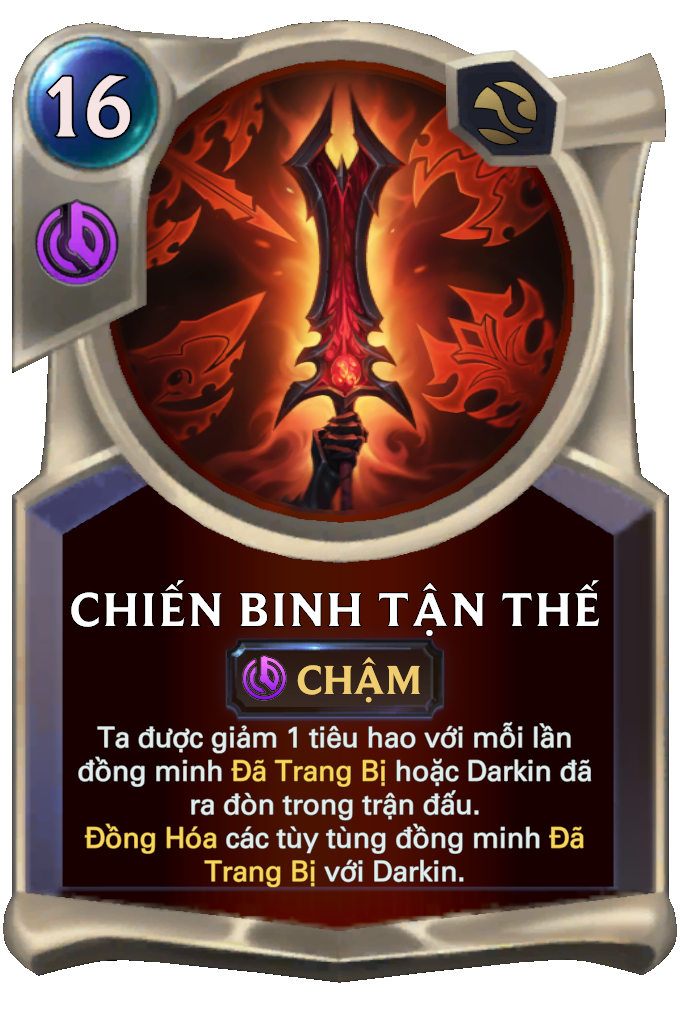 16
CHIẾN BINH TẬN THẾ
CHẬM
Ta được giảm 1 tiêu hao với mỗi lần
đồng minh Đã Trang Bị hoặc Darkin đã
ra đòn trong trận đấu.
Đồng Hóa các tùy tùng đồng minh Đã
Trang Bị với Darkin.